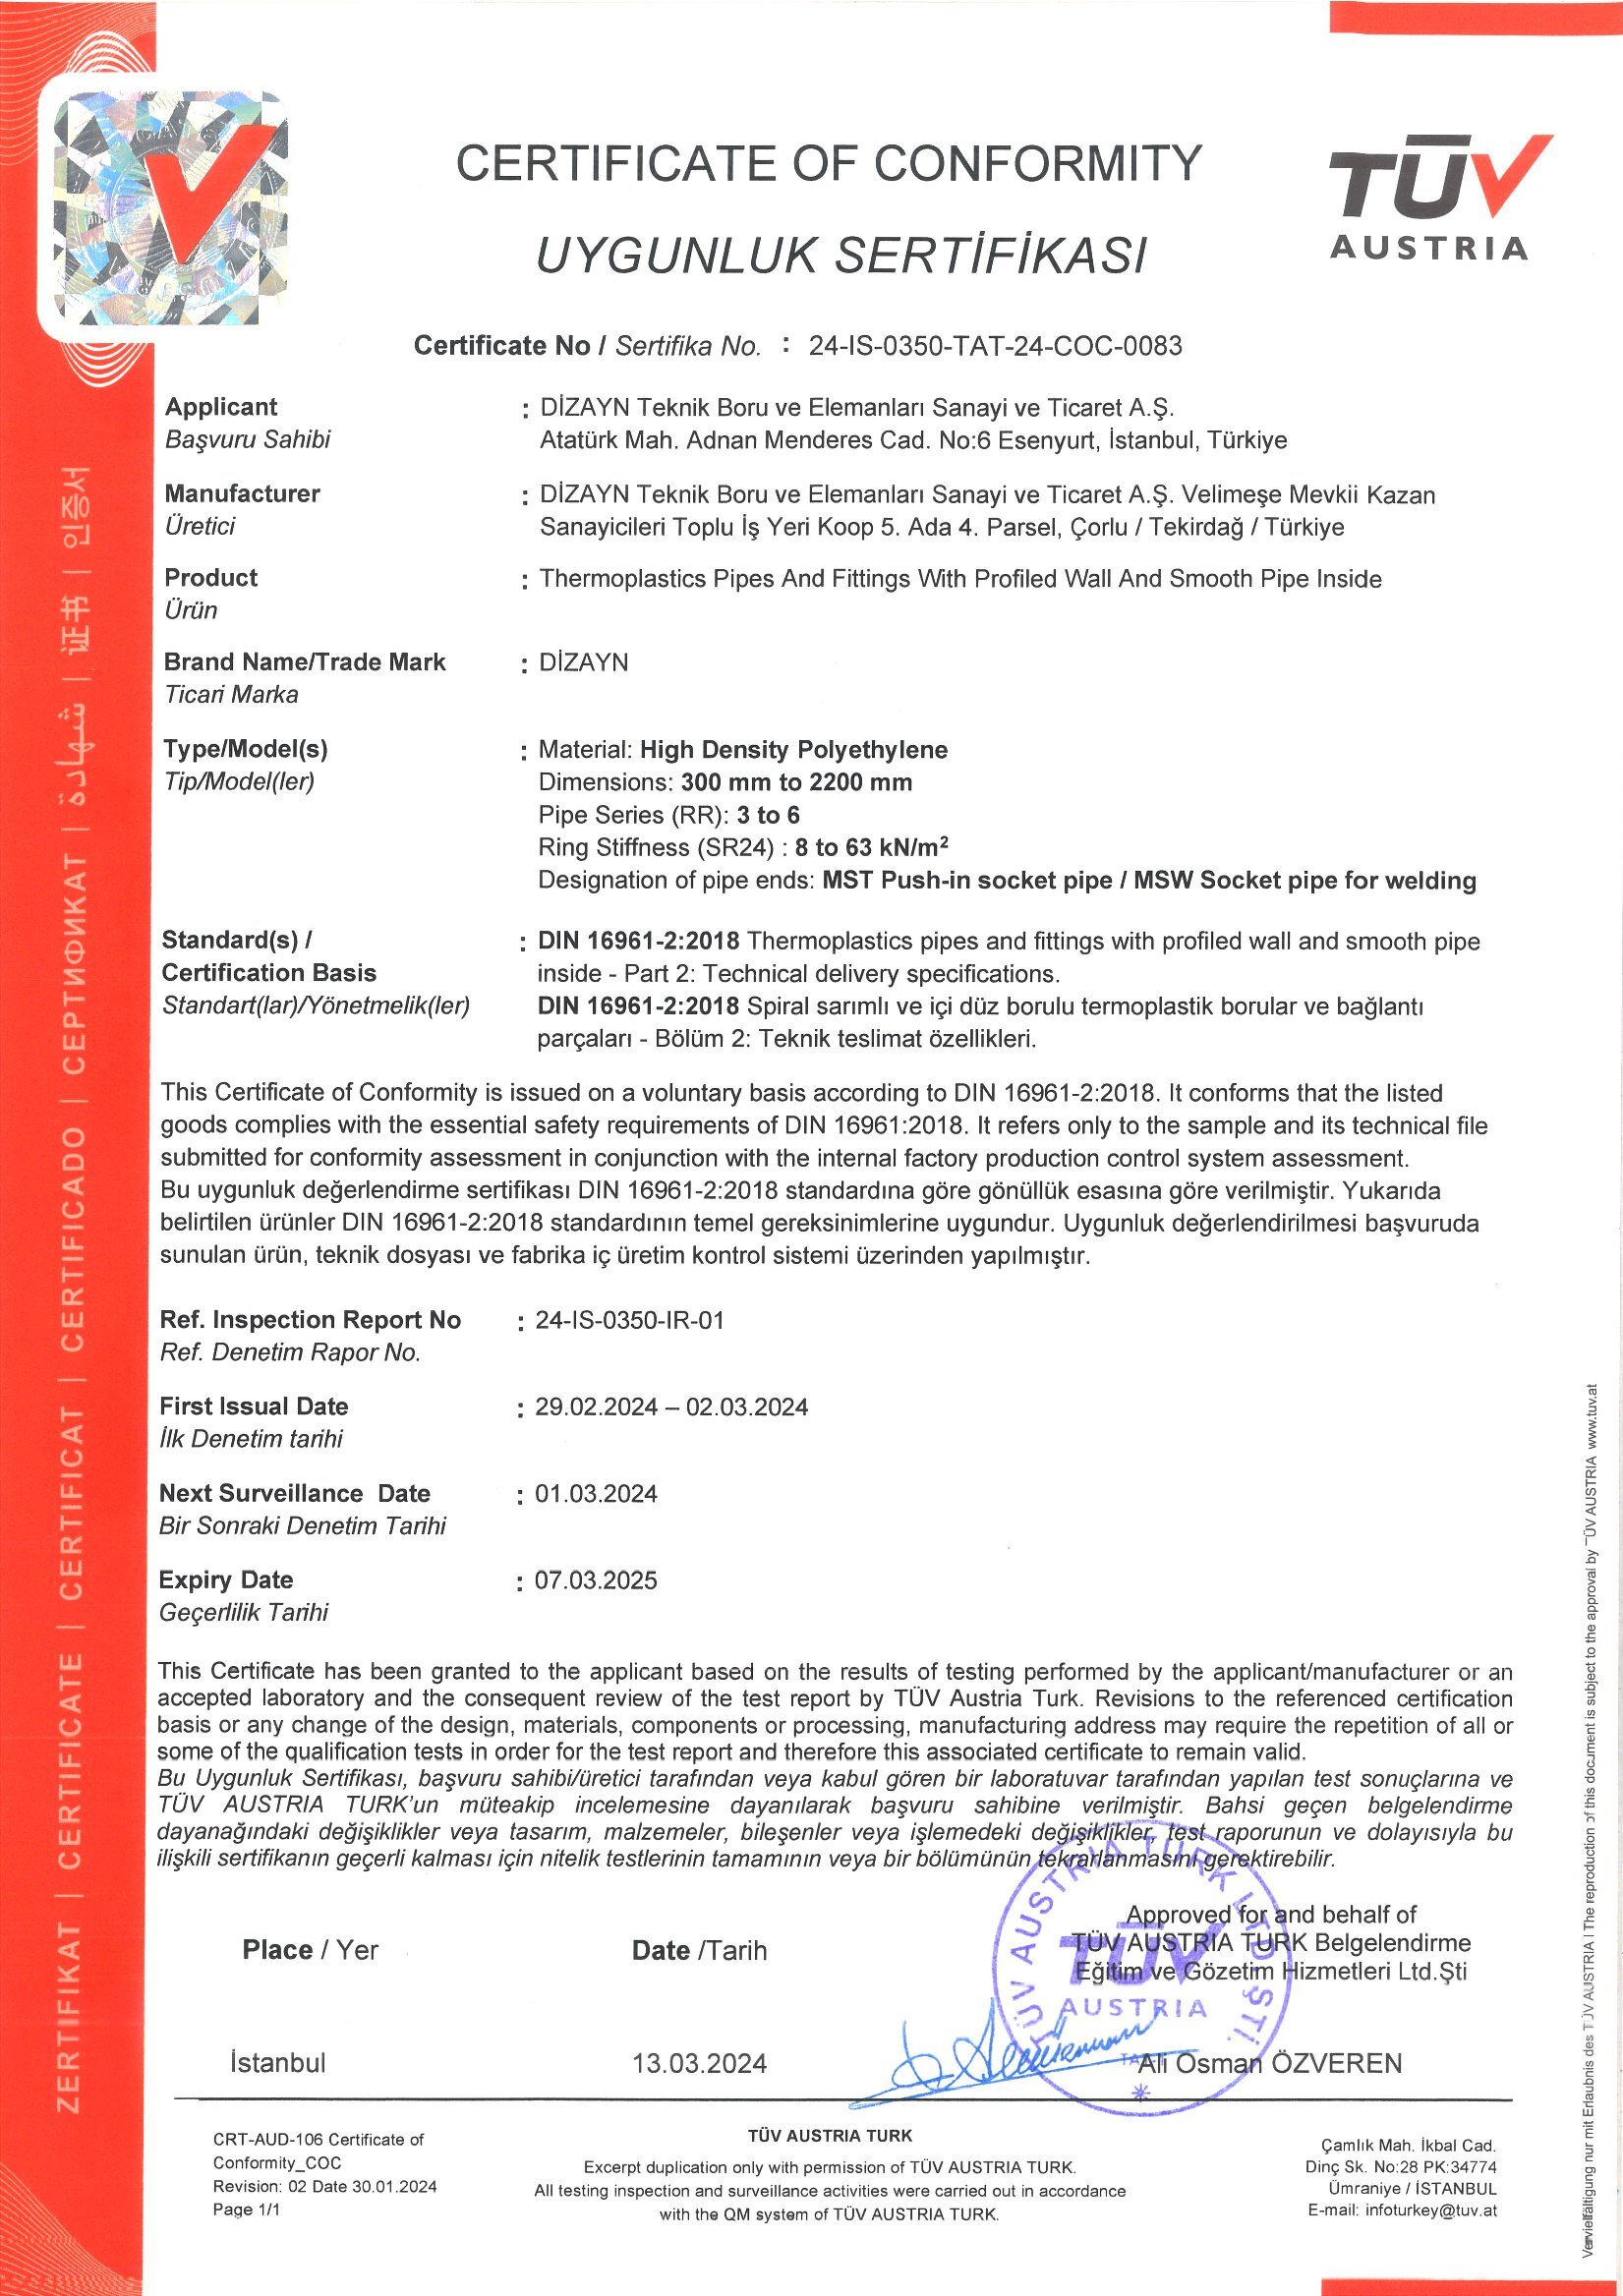 CERTIFICATE OF CONFORMITY
UYGUNLUK SERTİFİKASI
TÜV
AUSTRIA
Certificate No / Sertifika No. : 24-IS-0350-TAT-24-COC-0083
Applicant : DİZAYN Teknik Boru ve Elemanları Sanayi ve Ticaret A.Ş.
Başvuru Sahibi Atatürk Mah. Adnan Menderes Cad. No:6 Esenyurt, İstanbul, Türkiye
Manufacturer : DİZAYN Teknik Boru ve Elemanları Sanayi ve Ticaret A.Ş. Velimeşe Mevkii Kazan
Üretici Sanayicileri Toplu İş Yeri Koop 5. Ada 4. Parsel, Çorlu / Tekirdağ / Türkiye
Product : Thermoplastics Pipes And Fittings With Profiled Wall And Smooth Pipe Inside
Ürün
Brand Name/Trade Mark : DİZAYN
Ticari Marka
Type/Model(s) : Material: High Density Polyethylene
Tip/Model(ler) Dimensions: 300 mm to 2200 mm
Pipe Series (RR): 3 to 6
Ring Stiffness (SR24) : 8 to 63 kN/m²
Designation of pipe ends: MST Push-in socket pipe / MSW Socket pipe for welding
Standard(s) / : DIN 16961-2:2018 Thermoplastics pipes and fittings with profiled wall and smooth pipe
Certification Basis inside - Part 2: Technical delivery specifications.
Standart(lar)/Yönetmelik(ler) DIN 16961-2:2018 Spiral sarımlı ve içi düz borulu termoplastik borular ve bağlantı
parçaları - Bölüm 2: Teknik teslimat özellikleri.
This Certificate of Conformity is issued on a voluntary basis according to DIN 16961-2:2018. It conforms that the listed
goods complies with the essential safety requirements of DIN 16961:2018. It refers only to the sample and its technical file
submitted for conformity assessment in conjunction with the internal factory production control system assessment.
Bu uygunluk değerlendirme sertifikası DIN 16961-2:2018 standardına göre gönüllük esasına göre verilmiştir. Yukarıda
belirtilen ürünler DIN 16961-2:2018 standardının temel gereksinimlerine uygundur. Uygunluk değerlendirilmesi başvuruda
sunulan ürün, teknik dosyası ve fabrika iç üretim kontrol sistemi üzerinden yapılmıştır.
Ref. Inspection Report No : 24-IS-0350-IR-01
Ref. Denetim Rapor No.
First Issual Date : 29.02.2024 – 02.03.2024
İlk Denetim tarihi
Next Surveillance Date : 01.03.2024
Bir Sonraki Denetim Tarihi
Expiry Date : 07.03.2025
Geçerlilik Tarihi
This Certificate has been granted to the applicant based on the results of testing performed by the applicant/manufacturer or an
accepted laboratory and the consequent review of the test report by TÜV Austria Turk. Revisions to the referenced certification
basis or any change of the design, materials, components or processing, manufacturing address may require the repetition of all or
some of the qualification tests in order for the test report and therefore this associated certificate to remain valid.
Bu Uygunluk Sertifikası, başvuru sahibi/üretici tarafından veya kabul gören bir laboratuvar tarafından yapılan test sonuçlarına ve
TÜV AUSTRIA TURK'un müteakip incelemesine dayanılarak başvuru sahibine verilmiştir. Bahsi geçen belgelendirme
dayanağındaki değişiklikler veya tasarım, malzemeler, bileşenler veya işlemedeki değişiklikler, test raporunun ve dolayısıyla bu
ilişkili sertifikanın geçerli kalması için nitelik testlerinin tamamının veya bir bölümünün tekrarlanmasını gerektirebilir.
Approved for and behalf of
Place / Yer Date /Tarih TÜV AUSTRIA TURK Belgelendirme
Eğitim ve Gözetim Hizmetleri Ltd.Şti
TÜV AUSTRIA TURK LTD. ŞTİ.
TÜV
AUSTRIA
İstanbul 13.03.2024 Ali Osman ÖZVEREN
CRT-AUD-106 Certificate of
Conformity_COC
Revision: 02 Date 30.01.2024
Page 1/1
TÜV AUSTRIA TURK
Excerpt duplication only with permission of TÜV AUSTRIA TURK.
All testing inspection and surveillance activities were carried out in accordance
with the QM system of TÜV AUSTRIA TURK.
Çamlık Mah. İkbal Cad.
Dinç Sk. No:28 PK:34774
Ümraniye / İSTANBUL
E-mail: infoturkey@tuv.at
ZERTIFIKAT | CERTIFICATE | CERTIFICAT | CERTIFICADO | СЕРТИФИКАТ | شهادة | 证书 | 인증서
Vervielfältigung nur mit Erlaubnis des TÜV AUSTRIA I The reproduction of this document is subject to the approval by TÜV AUSTRIA www.tuv.at